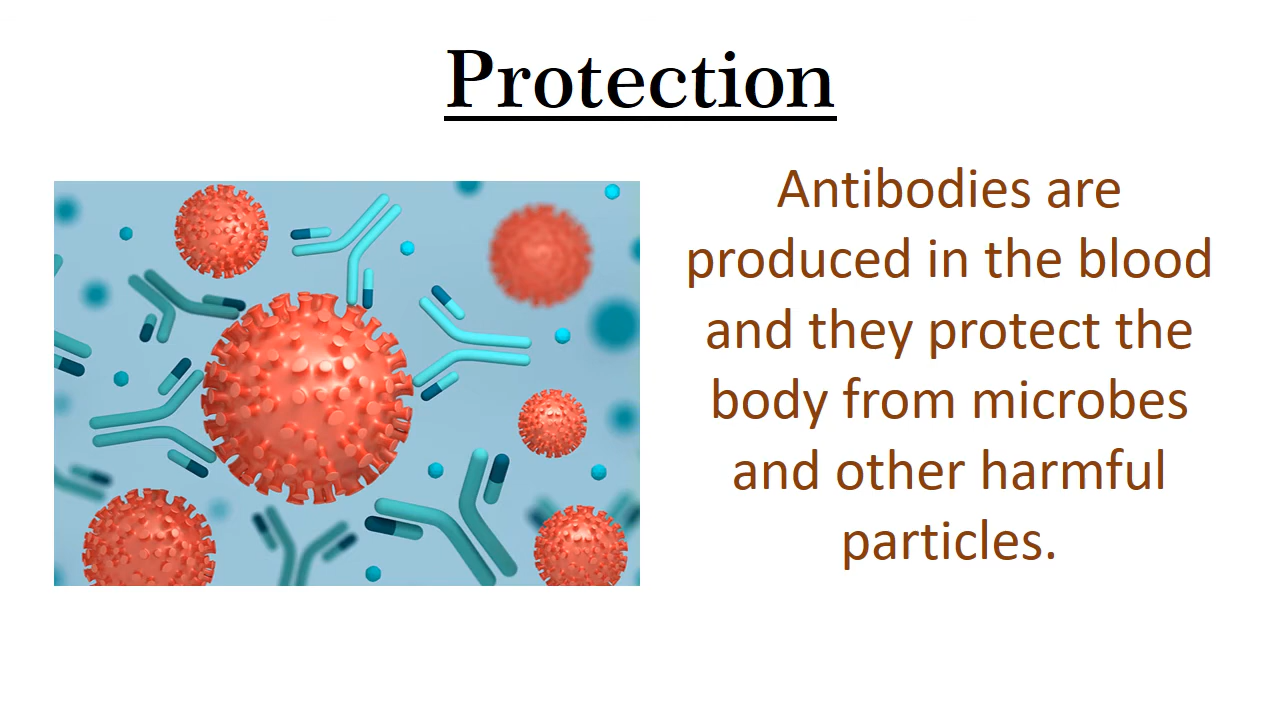 Protection
Antibodies are
produced in the blood
and they protect the
body from microbes
and other harmful
particles.